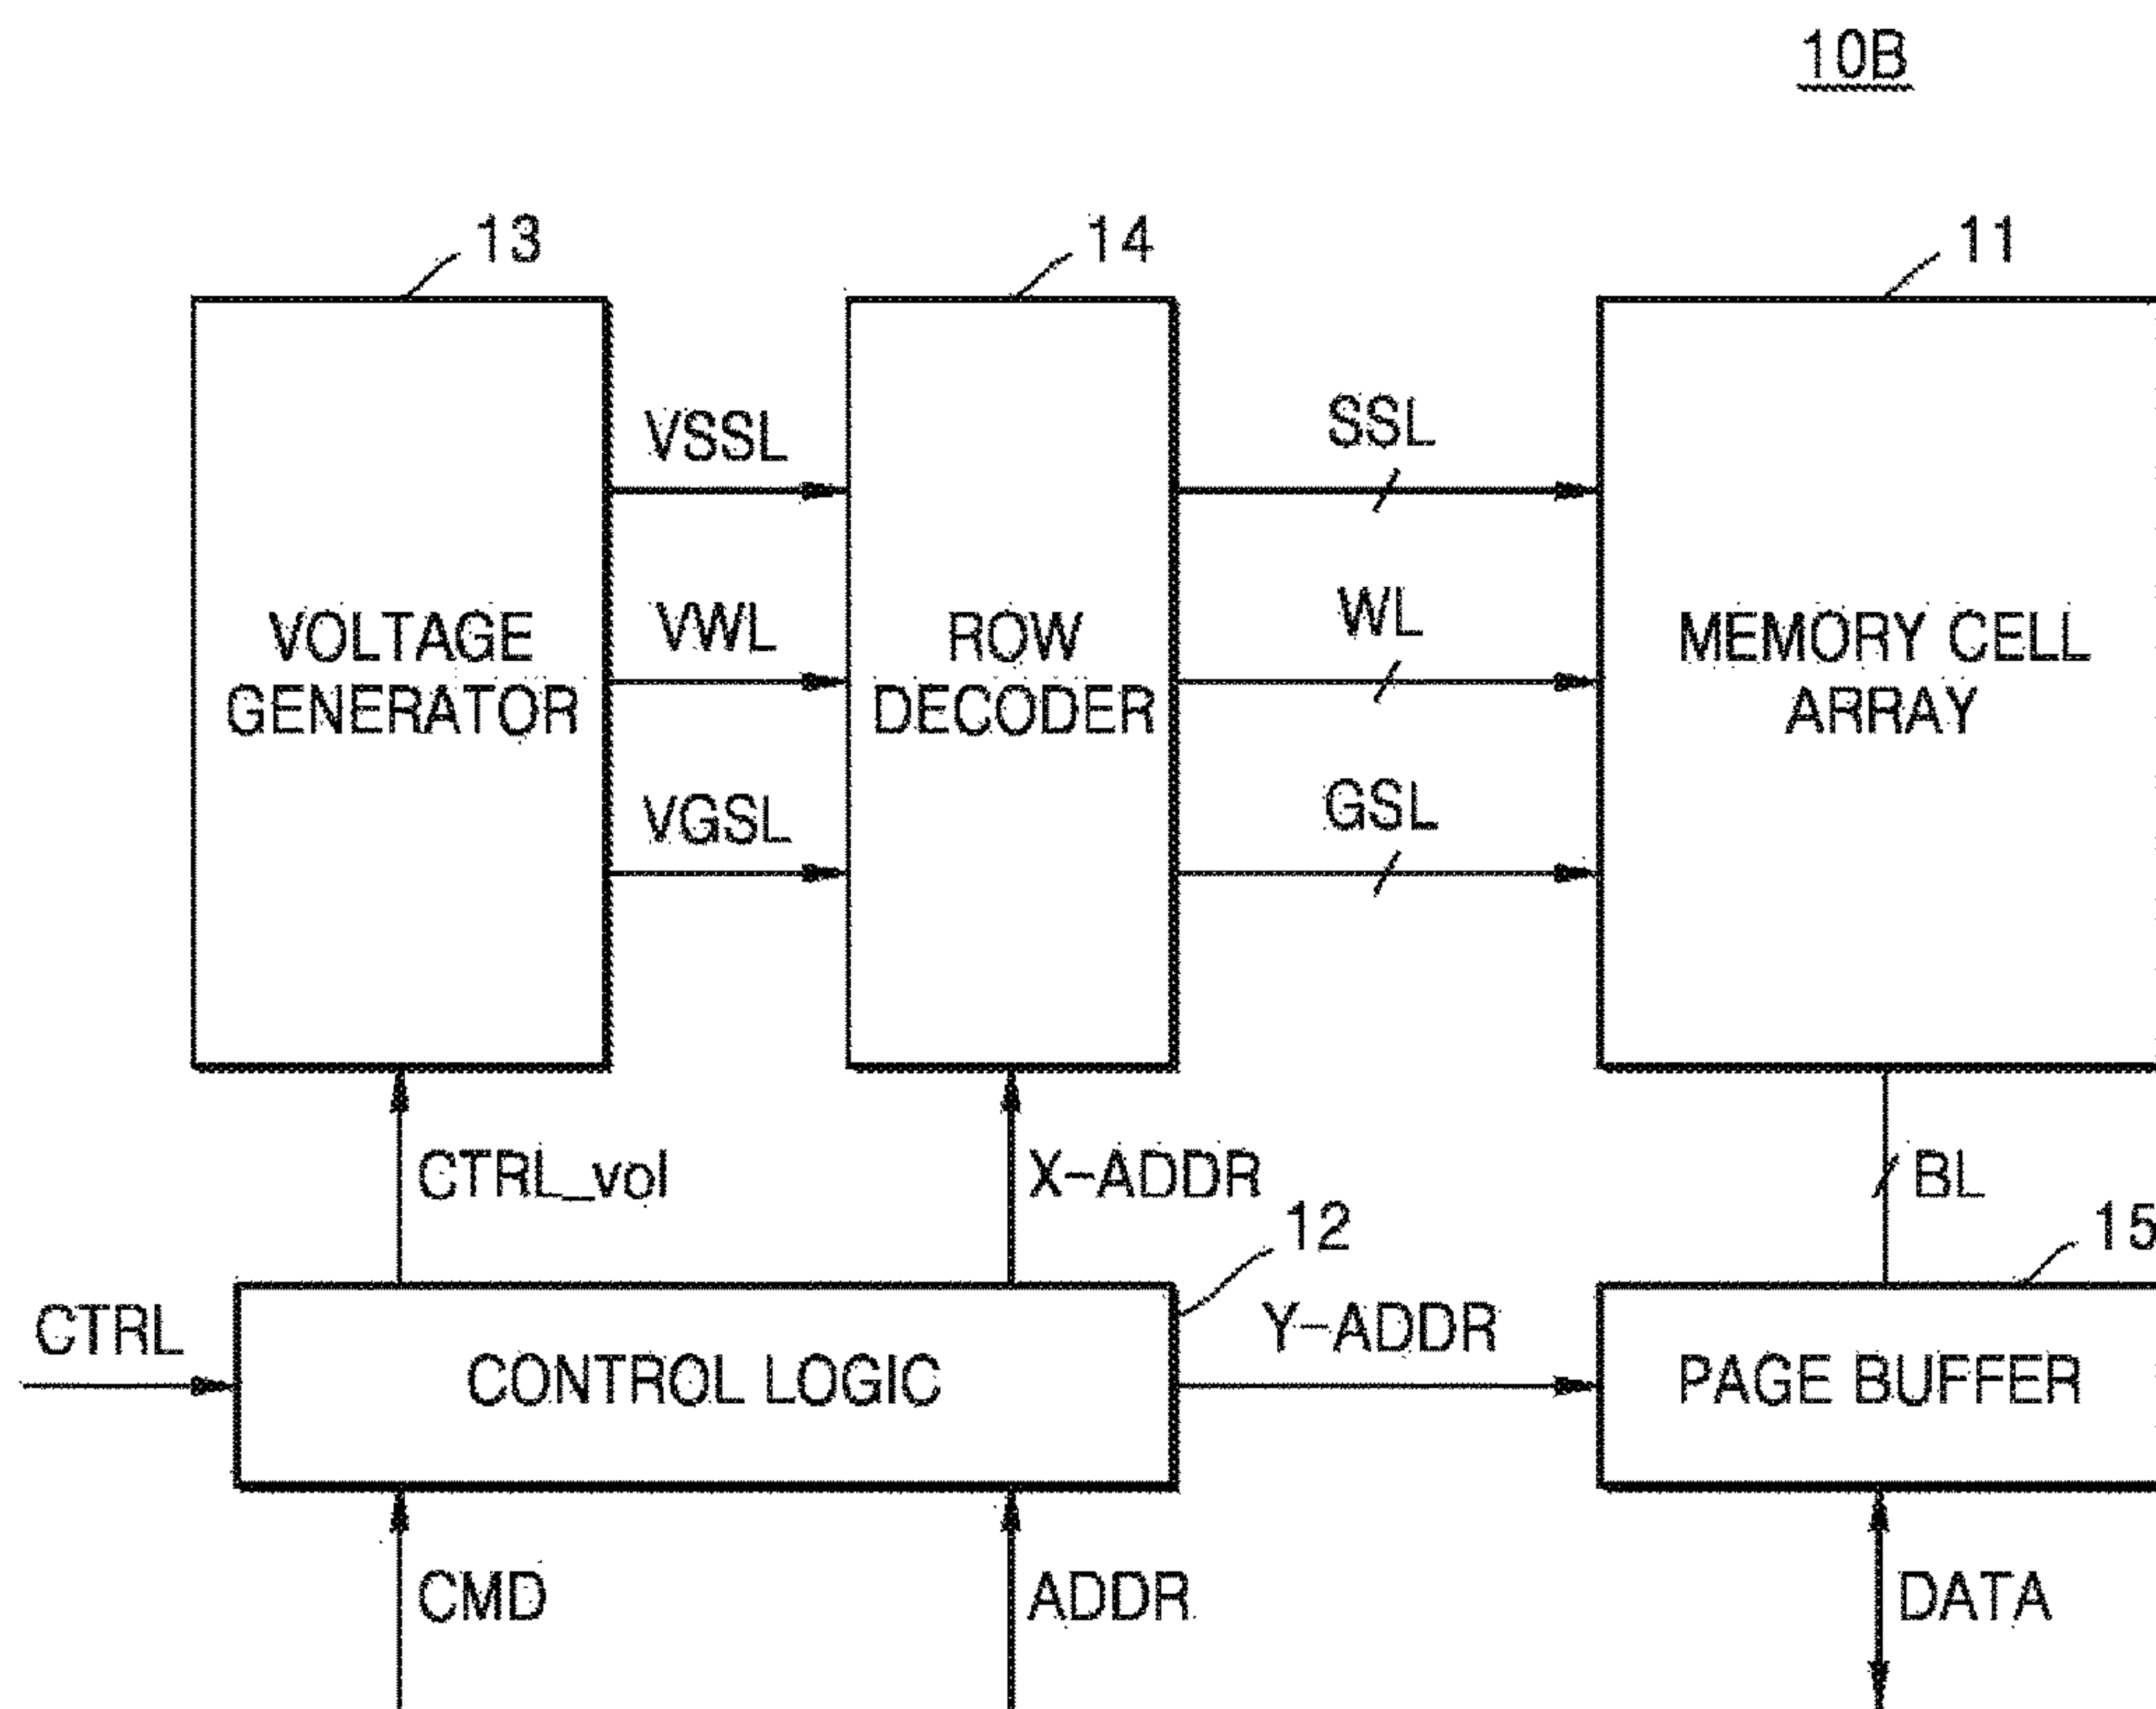 10B
13
14
11
VSSL
SSL
VWL
WL
VOLTAGE
GENERATOR
ROW
DECODER
MEMORY CELL
ARRAY
VGSL
GSL
CTRL_vol
X-ADDR
BL
12
15
CTRL
CONTROL LOGIC
Y-ADDR
PAGE BUFFER
CMD
ADDR
DATA